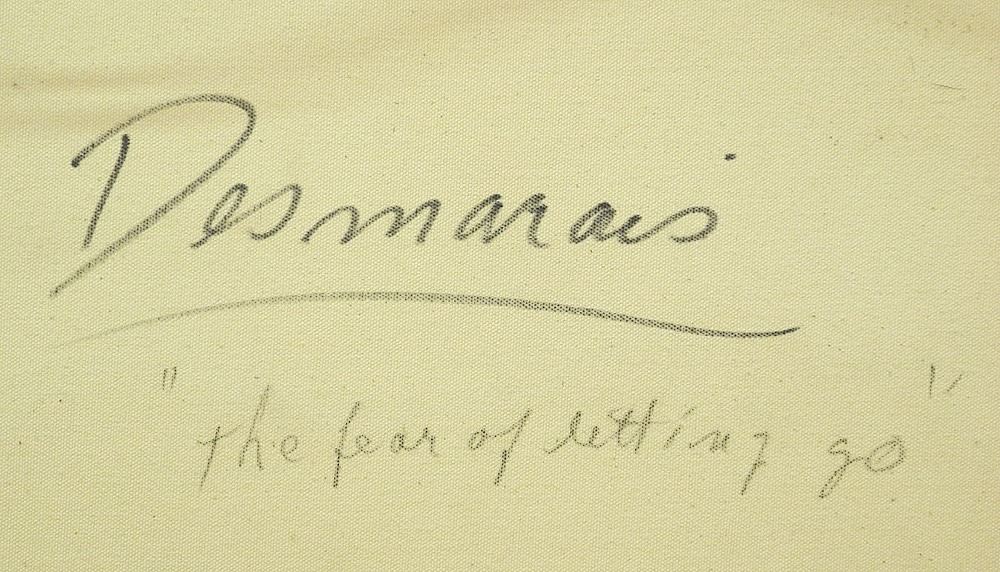 Desmarais
"the fear of letting go"